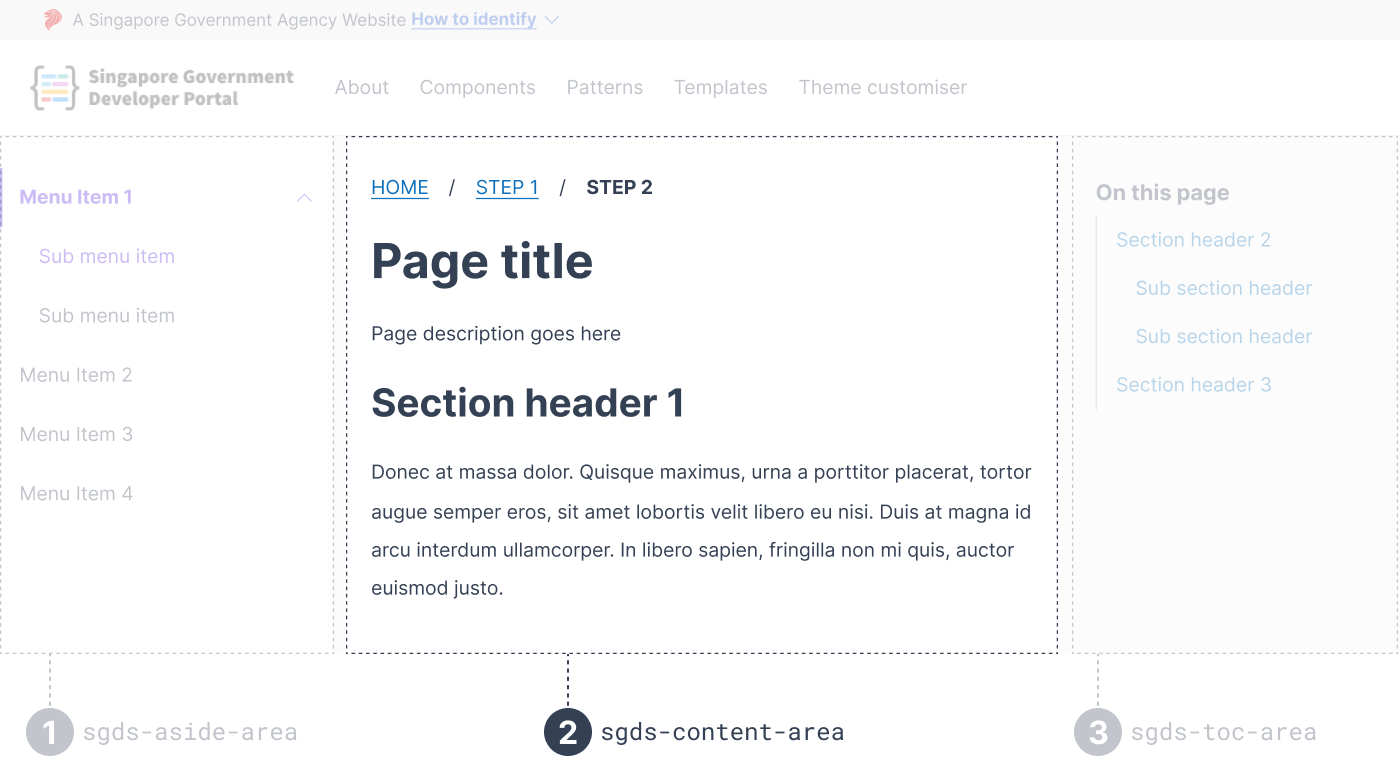 A Singapore Government Agency Website How to identify
Singapore Government
Developer Portal
About Components Patterns Templates Theme customiser
Menu Item 1
Sub menu item
Sub menu item
Menu Item 2
Menu Item 3
Menu Item 4
HOME / STEP 1 / STEP 2
Page title
Page description goes here
Section header 1
Donec at massa dolor. Quisque maximus, urna a porttitor placerat, tortor
augue semper eros, sit amet lobortis velit libero eu nisi. Duis at magna id
arcu interdum ullamcorper. In libero sapien, fringilla non mi quis, auctor
euismod justo.
On this page
Section header 2
Sub section header
Sub section header
Section header 3
1 sgds-aside-area
2 sgds-content-area
3 sgds-toc-area